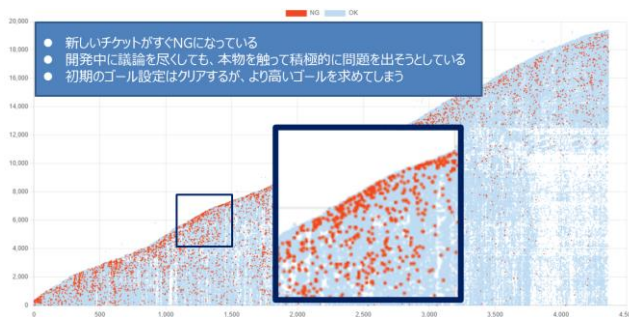 NG OK
20,000
● 新しいチケットがすぐNGになっている
● 開発中に議論を尽くしても、本物を触って積極的に問題を出そうとしている
● 初期のゴール設定はクリアするが、より高いゴールを求めてしまう
18,000
16,000
14,000
12,000
10,000
8,000
6,000
4,000
2,000
0
0 500 1,000 1,500 2,000 2,500 3,000 3,500 4,000 4,50